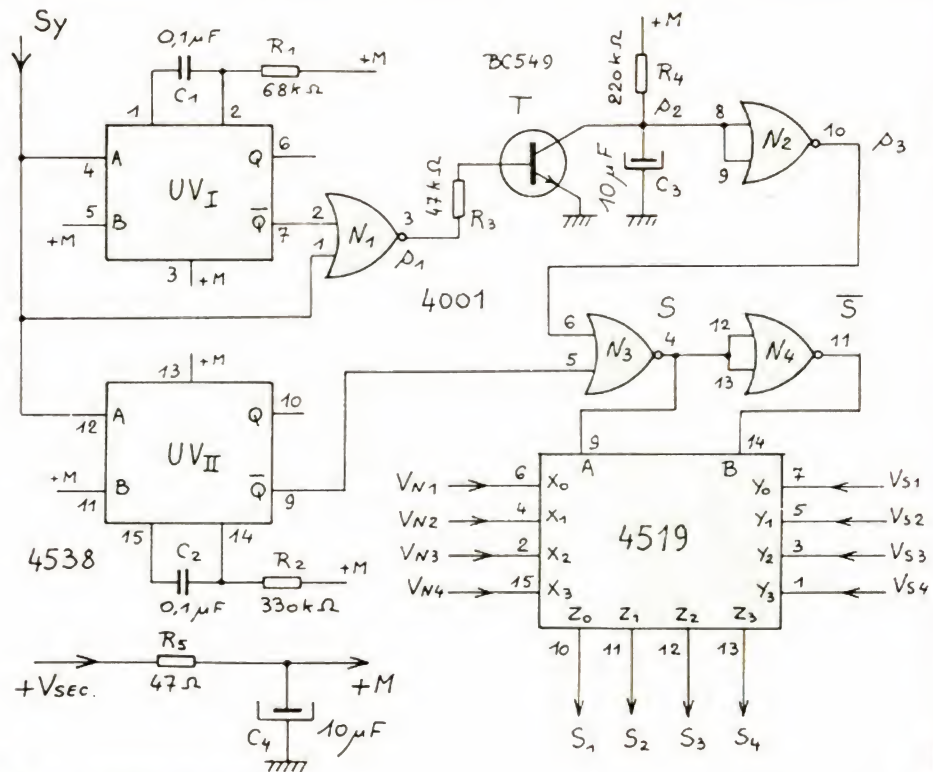 Sy
0,1µF
C1
R1
68kΩ
+M
1
2
4
A
Q
6
UV_I
5
B
+M
Q̅
7
3
+M
2
1
N1
3
p1
4001
47kΩ
R3
BC549
T
+M
220kΩ
R4
p2
10µF
C3
8
9
N2
10
p3
6
5
N3
4
S
12
13
N4
11
S̅
13
+M
12
A
Q
10
UV_II
+M
11
B
Q̅
9
15
14
4538
C2
0,1µF
R2
330kΩ
+M
9
14
A
B
VN1
6
X0
Y0
7
VS1
VN2
4
X1
Y1
5
VS2
4519
VN3
2
X2
Y2
3
VS3
VN4
15
X3
Y3
1
VS4
Z0
Z1
Z2
Z3
10
11
12
13
S1
S2
S3
S4
R5
+VSEC.
47Ω
+M
C4
10µF